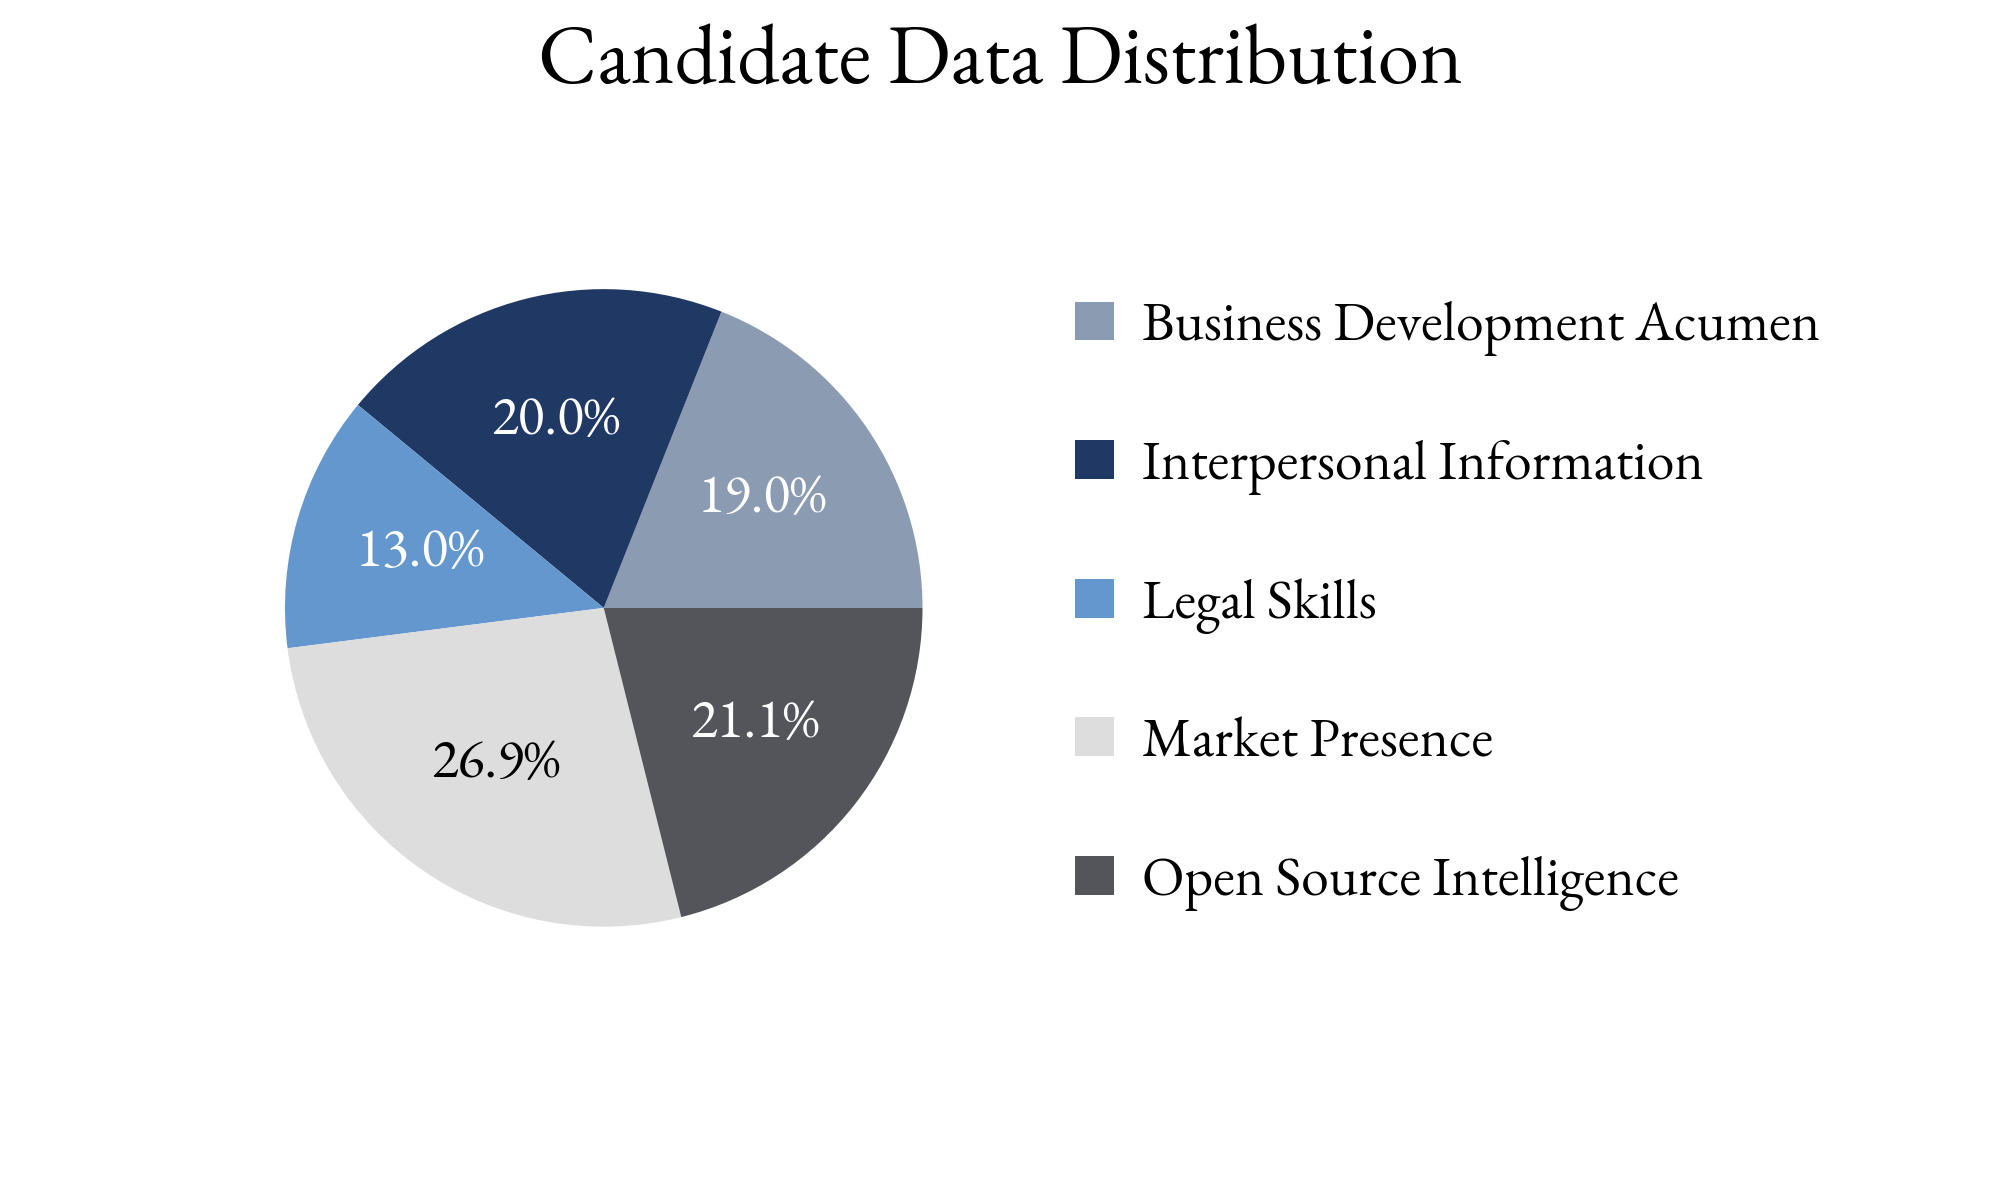 Candidate Data Distribution
20.0%
19.0%
13.0%
26.9%
21.1%
Business Development Acumen
Interpersonal Information
Legal Skills
Market Presence
Open Source Intelligence